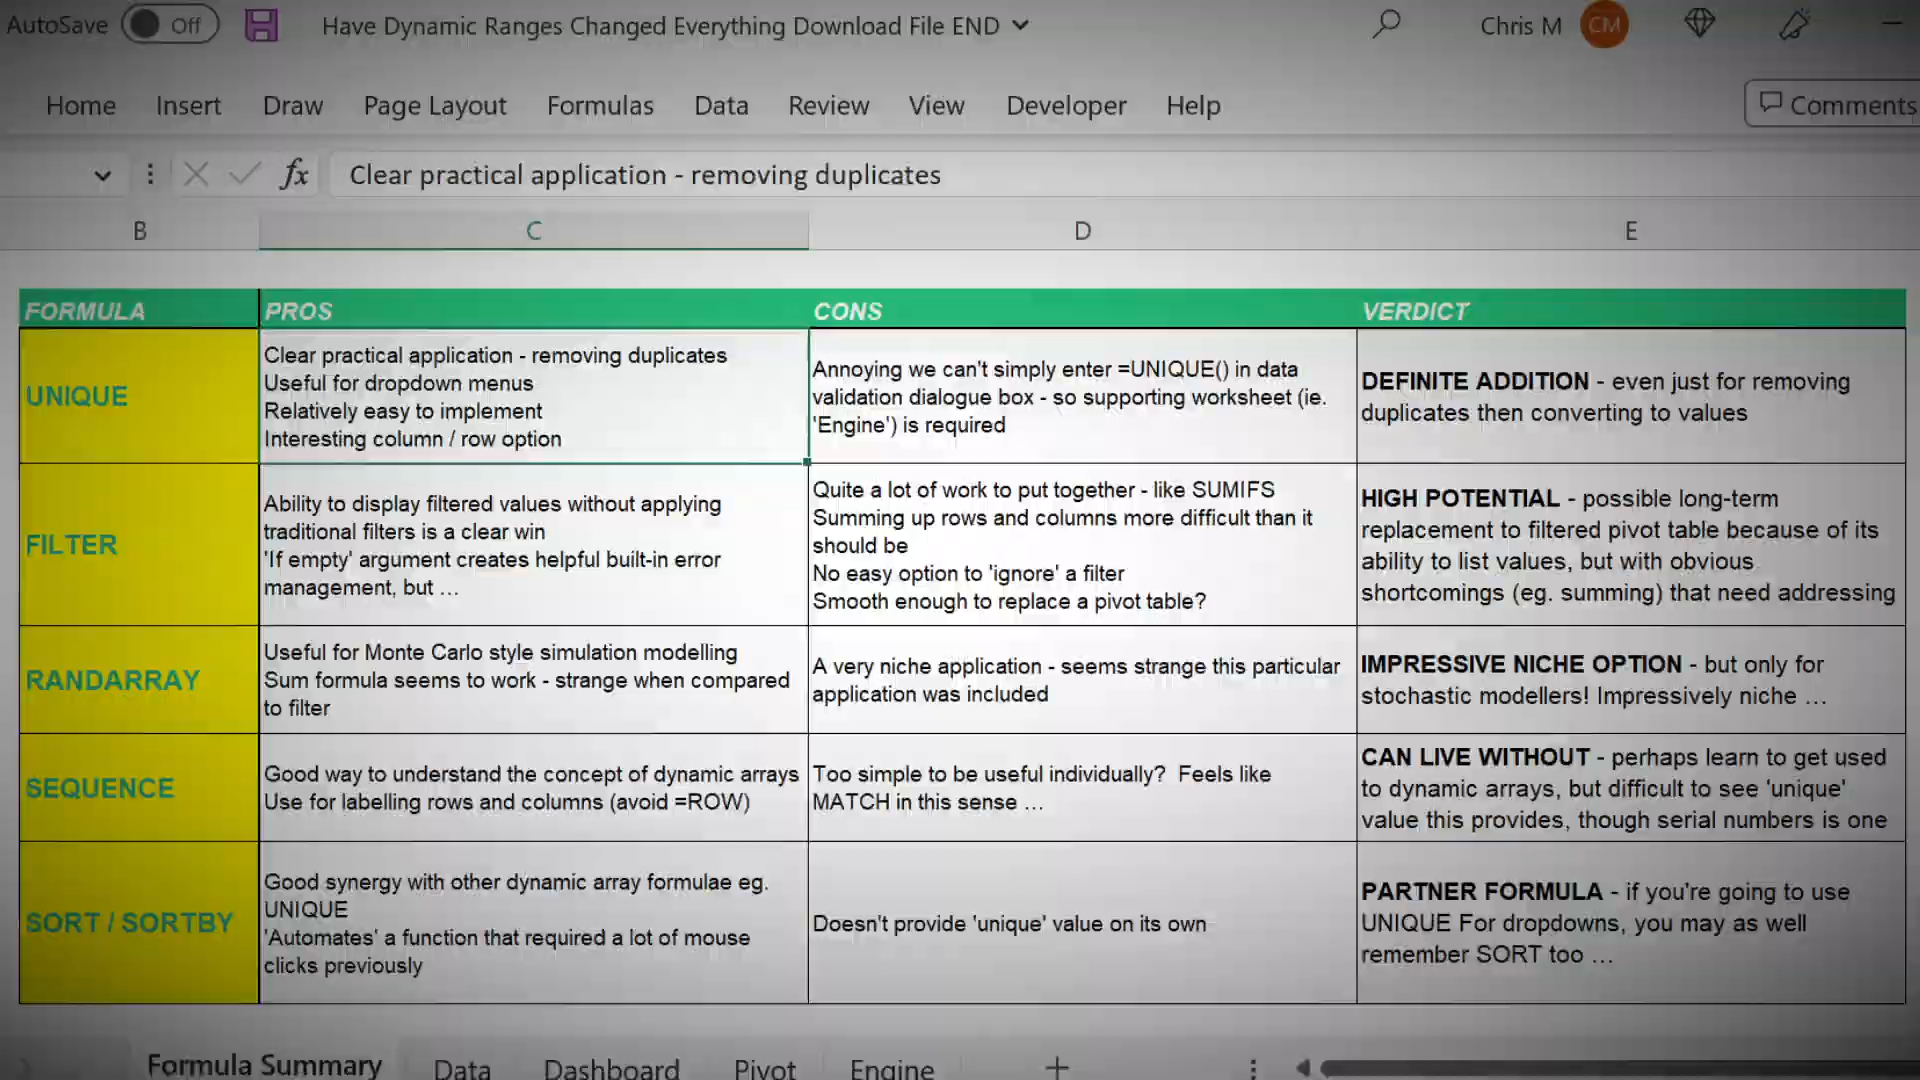 AutoSave Off Have Dynamic Ranges Changed Everything Download File END Chris M CM
Home Insert Draw Page Layout Formulas Data Review View Developer Help Comments
fx Clear practical application - removing duplicates
B C D E
FORMULA PROS CONS VERDICT
UNIQUE
Clear practical application - removing duplicates
Useful for dropdown menus
Relatively easy to implement
Interesting column / row option
Annoying we can't simply enter =UNIQUE() in data
validation dialogue box - so supporting worksheet (ie.
'Engine') is required
DEFINITE ADDITION - even just for removing
duplicates then converting to values
FILTER
Ability to display filtered values without applying
traditional filters is a clear win
'If empty' argument creates helpful built-in error
management, but ...
Quite a lot of work to put together - like SUMIFS
Summing up rows and columns more difficult than it
should be
No easy option to 'ignore' a filter
Smooth enough to replace a pivot table?
HIGH POTENTIAL - possible long-term
replacement to filtered pivot table because of its
ability to list values, but with obvious
shortcomings (eg. summing) that need addressing
RANDARRAY
Useful for Monte Carlo style simulation modelling
Sum formula seems to work - strange when compared
to filter
A very niche application - seems strange this particular
application was included
IMPRESSIVE NICHE OPTION - but only for
stochastic modellers! Impressively niche ...
SEQUENCE
Good way to understand the concept of dynamic arrays
Use for labelling rows and columns (avoid =ROW)
Too simple to be useful individually? Feels like
MATCH in this sense ...
CAN LIVE WITHOUT - perhaps learn to get used
to dynamic arrays, but difficult to see 'unique'
value this provides, though serial numbers is one
SORT / SORTBY
Good synergy with other dynamic array formulae eg.
UNIQUE
'Automates' a function that required a lot of mouse
clicks previously
Doesn't provide 'unique' value on its own
PARTNER FORMULA - if you're going to use
UNIQUE For dropdowns, you may as well
remember SORT too ...
Formula Summary Data Dashboard Pivot Engine